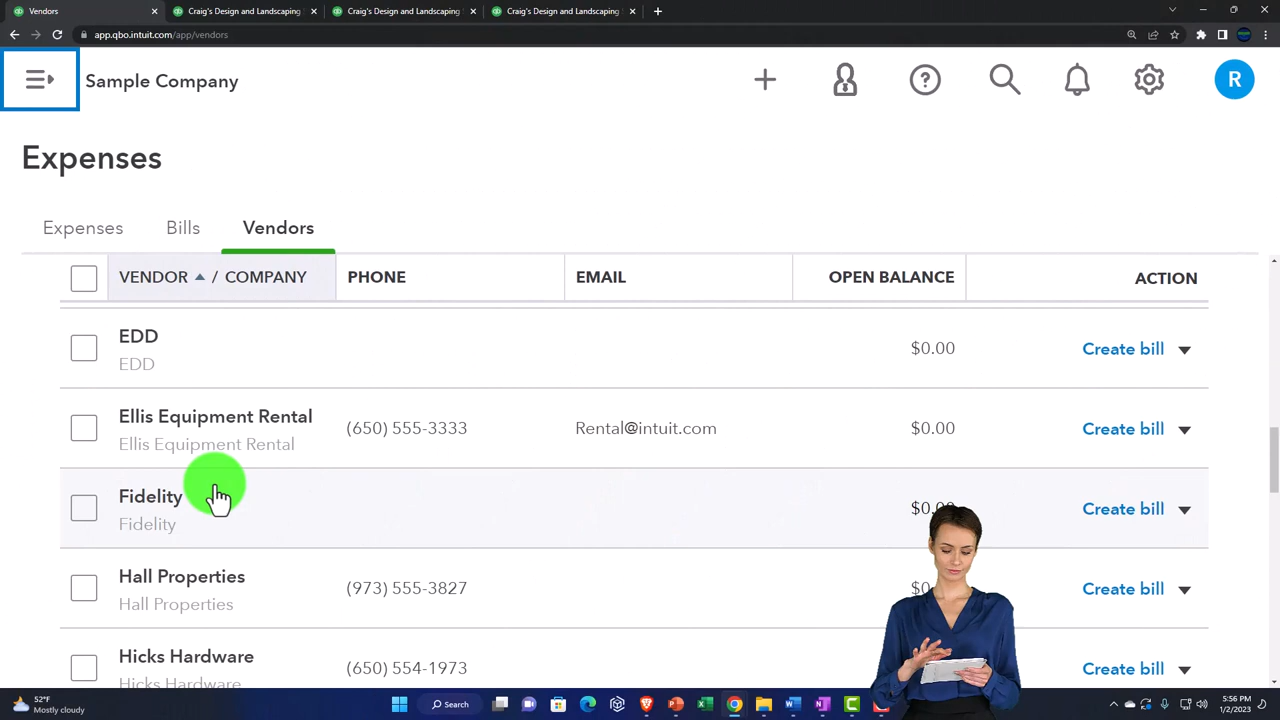 Vendors
Craig's Design and Landscaping
Craig's Design and Landscaping
Craig's Design and Landscaping
app.qbo.intuit.com/app/vendors
Sample Company
R
Expenses
Expenses Bills Vendors
VENDOR / COMPANY PHONE EMAIL OPEN BALANCE ACTION
EDD
EDD
$0.00 Create bill
Ellis Equipment Rental
Ellis Equipment Rental
(650) 555-3333 Rental@intuit.com $0.00 Create bill
Fidelity
Fidelity
$0.00 Create bill
Hall Properties
Hall Properties
(973) 555-3827 Create bill
Hicks Hardware
Hicks Hardware
(650) 554-1973 Create bill
52°F
Mostly cloudy
Search
5:56 PM
1/2/2023